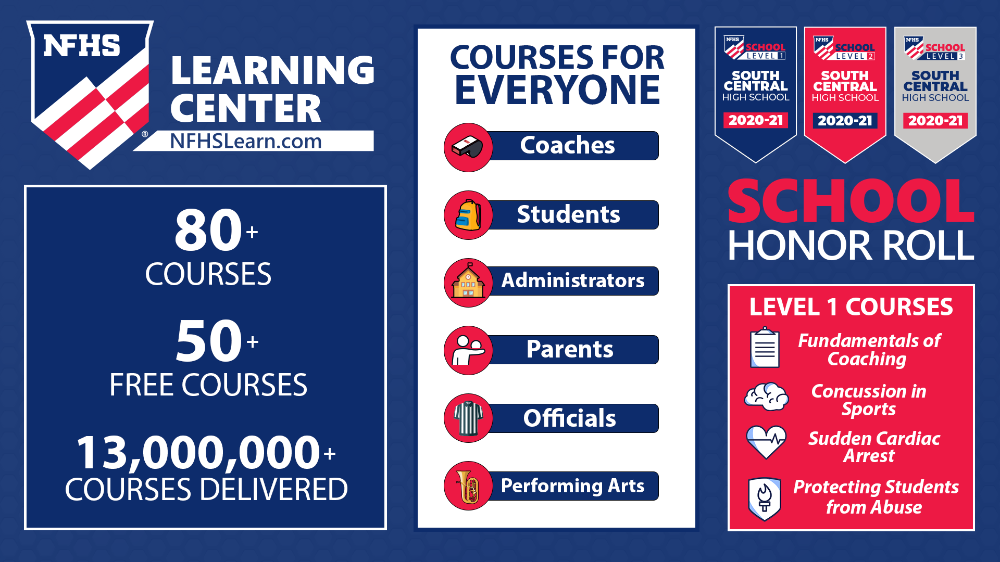 NFHS
LEARNING
CENTER
®
NFHSLearn.com
80+
COURSES
50+
FREE COURSES
13,000,000+
COURSES DELIVERED
COURSES FOR
EVERYONE
Coaches
Students
Administrators
Parents
Officials
Performing Arts
NFHS
SCHOOL
LEVEL 1
SOUTH
CENTRAL
HIGH SCHOOL
2020-21
NFHS
SCHOOL
LEVEL 2
SOUTH
CENTRAL
HIGH SCHOOL
2020-21
NFHS
SCHOOL
LEVEL 3
SOUTH
CENTRAL
HIGH SCHOOL
2020-21
SCHOOL
HONOR ROLL
LEVEL 1 COURSES
Fundamentals of
Coaching
Concussion in
Sports
Sudden Cardiac
Arrest
Protecting Students
from Abuse